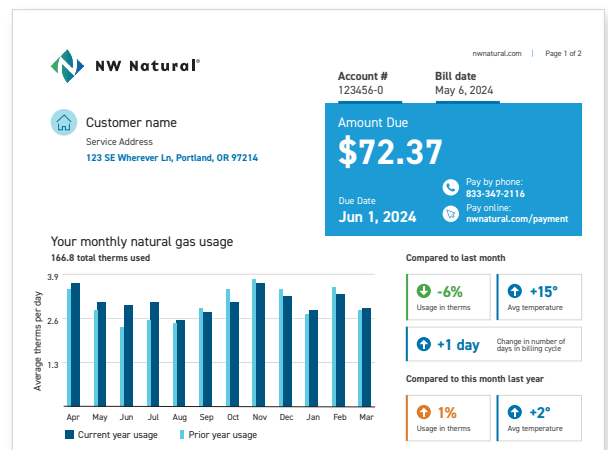 nwnatural.com | Page 1 of 2
NW Natural®
Account # Bill date
123456-0 May 6, 2024
Customer name
Service Address
123 SE Wherever Ln, Portland, OR 97214
Amount Due
$72.37
Pay by phone:
833-347-2116
Due Date
Jun 1, 2024
Pay online:
nwnatural.com/payment
Your monthly natural gas usage
166.8 total therms used
Average therms per day
3.9
2.6
1.3
Apr May Jun Jul Aug Sep Oct Nov Dec Jan Feb Mar
Current year usage Prior year usage
Compared to last month
-6% +15°
Usage in therms Avg temperature
+1 day Change in number of
days in billing cycle
Compared to this month last year
1% +2°
Usage in therms Avg temperature